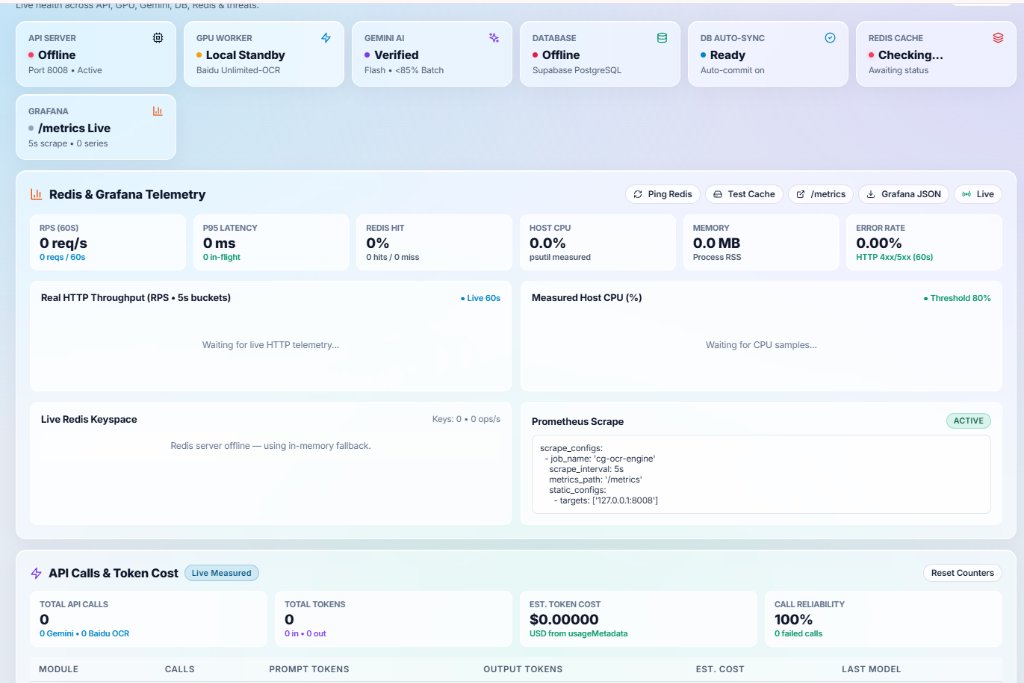 Live health across API, GPU, Gemini, DB, Redis & threats.
API SERVER
Offline
Port 8008 • Active
GPU WORKER
Local Standby
Baidu Unlimited-OCR
GEMINI AI
Verified
Flash • <85% Batch
DATABASE
Offline
Supabase PostgreSQL
DB AUTO-SYNC
Ready
Auto-commit on
REDIS CACHE
Checking...
Awaiting status
GRAFANA
/metrics Live
5s scrape • 0 series
Redis & Grafana Telemetry
Ping Redis
Test Cache
/metrics
Grafana JSON
Live
RPS (60S)
0 req/s
0 reqs / 60s
P95 LATENCY
0 ms
0 in-flight
REDIS HIT
0%
0 hits / 0 miss
HOST CPU
0.0%
psutil measured
MEMORY
0.0 MB
Process RSS
ERROR RATE
0.00%
HTTP 4xx/5xx (60s)
Real HTTP Throughput (RPS • 5s buckets)
• Live 60s
Waiting for live HTTP telemetry...
Measured Host CPU (%)
• Threshold 80%
Waiting for CPU samples...
Live Redis Keyspace
Keys: 0 • 0 ops/s
Redis server offline — using in-memory fallback.
Prometheus Scrape
ACTIVE
scrape_configs:
- job_name: 'cg-ocr-engine'
scrape_interval: 5s
metrics_path: '/metrics'
static_configs:
- targets: ['127.0.0.1:8008']
API Calls & Token Cost
Live Measured
Reset Counters
TOTAL API CALLS
0
0 Gemini • 0 Baidu OCR
TOTAL TOKENS
0
0 in • 0 out
EST. TOKEN COST
$0.00000
USD from usageMetadata
CALL RELIABILITY
100%
0 failed calls
MODULE CALLS PROMPT TOKENS OUTPUT TOKENS EST. COST LAST MODEL